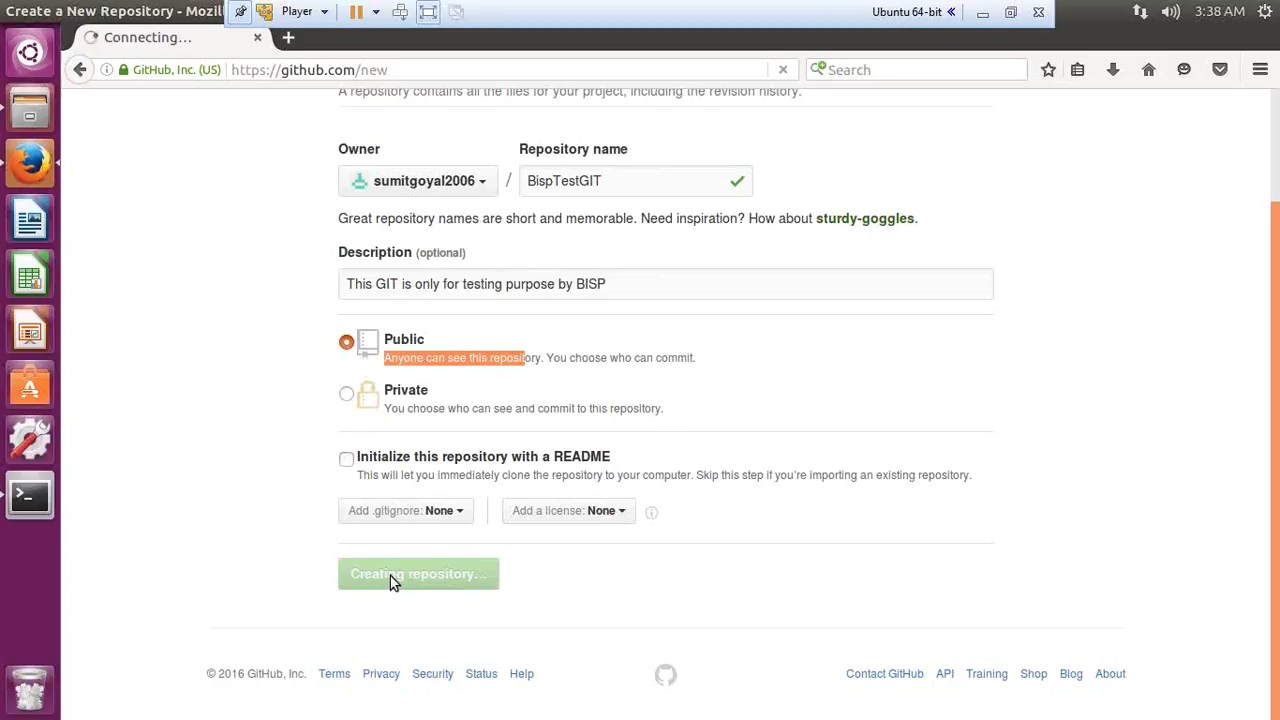 Create a New Repository - Mozil
Player
Ubuntu 64-bit
3:38 AM
Connecting…
GitHub, Inc. (US)
https://github.com/new
Search
A repository contains all the files for your project, including the revision history.
Owner
Repository name
sumitgoyal2006
/
BispTestGIT
Great repository names are short and memorable. Need inspiration? How about sturdy-goggles.
Description (optional)
This GIT is only for testing purpose by BISP
Public
Anyone can see this repository. You choose who can commit.
Private
You choose who can see and commit to this repository.
Initialize this repository with a README
This will let you immediately clone the repository to your computer. Skip this step if you're importing an existing repository.
Add .gitignore: None
Add a license: None
Creating repository…
© 2016 GitHub, Inc. Terms Privacy Security Status Help
Contact GitHub API Training Shop Blog About